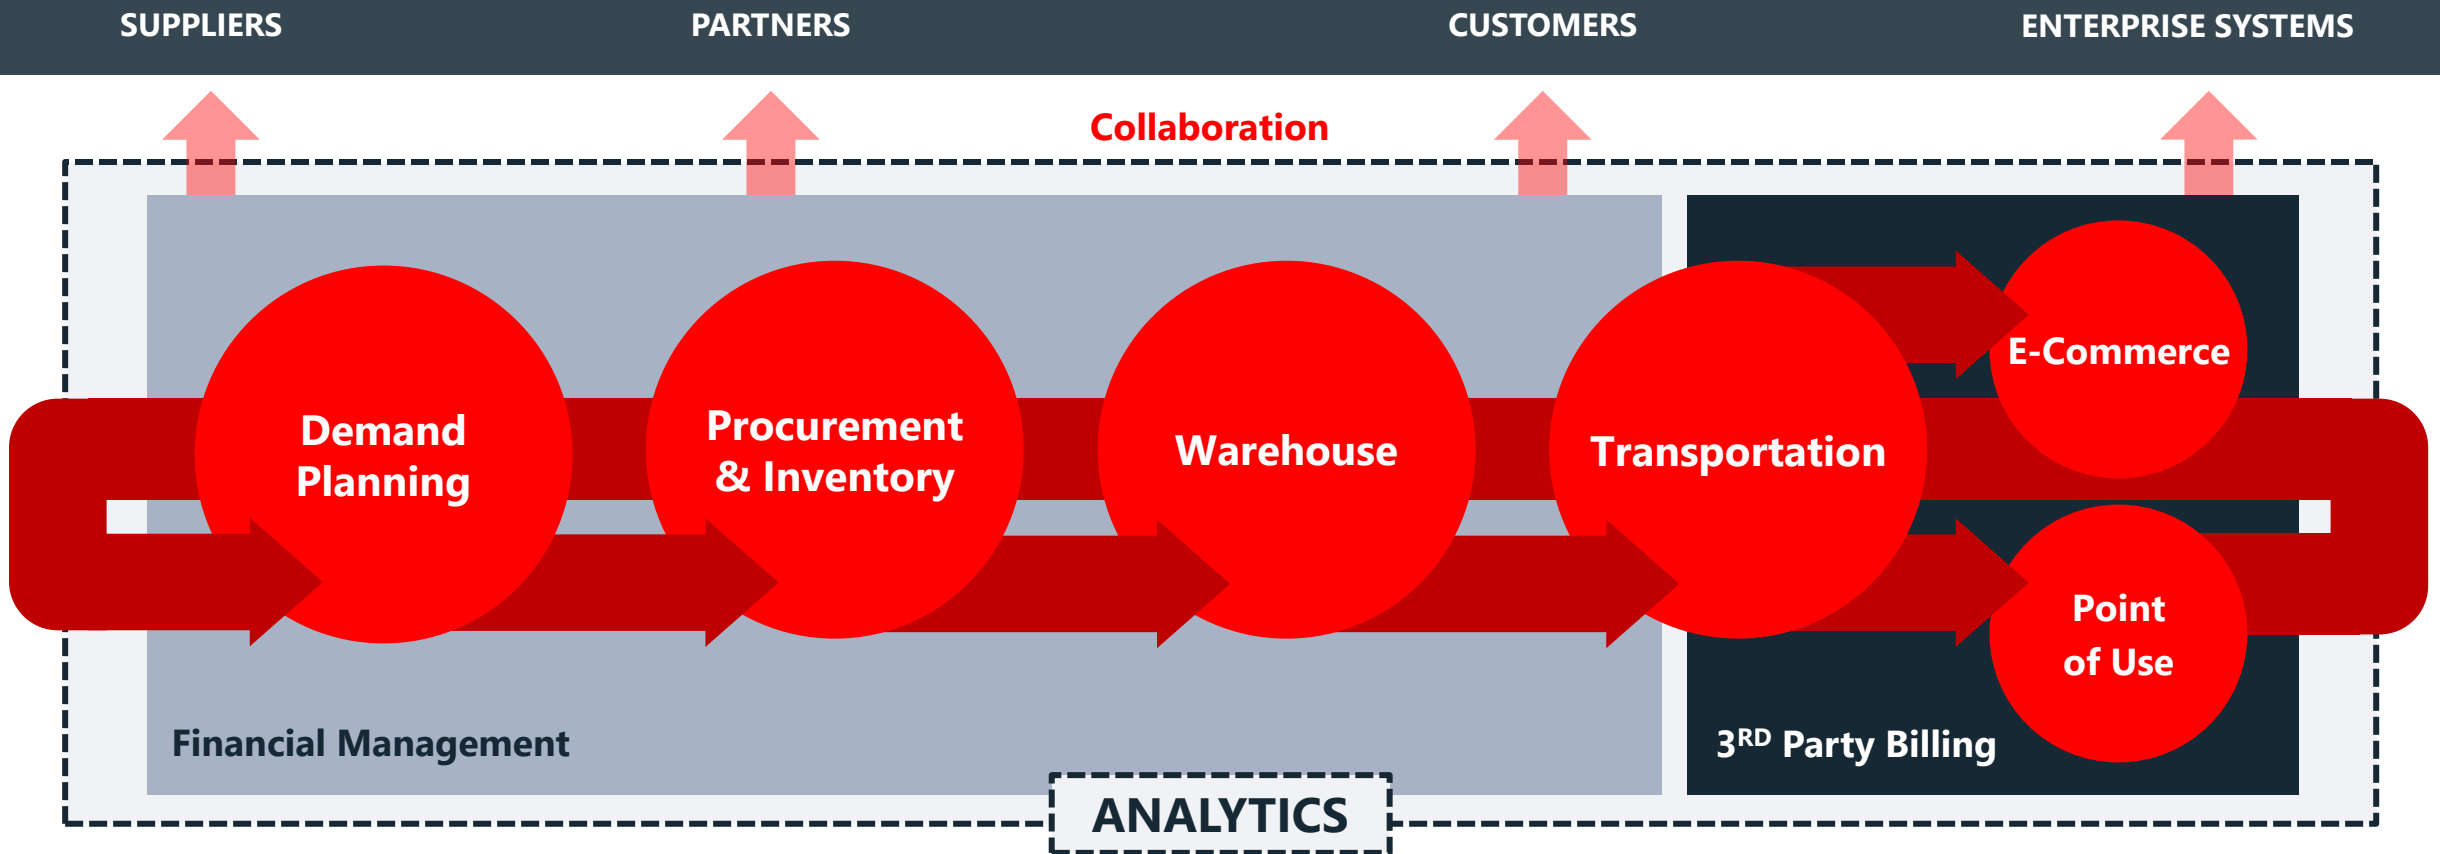 SUPPLIERS
PARTNERS
CUSTOMERS
ENTERPRISE SYSTEMS
Collaboration
Demand
Planning
Procurement
& Inventory
Warehouse
Transportation
E-Commerce
Point
of Use
Financial Management
3RD Party Billing
ANALYTICS